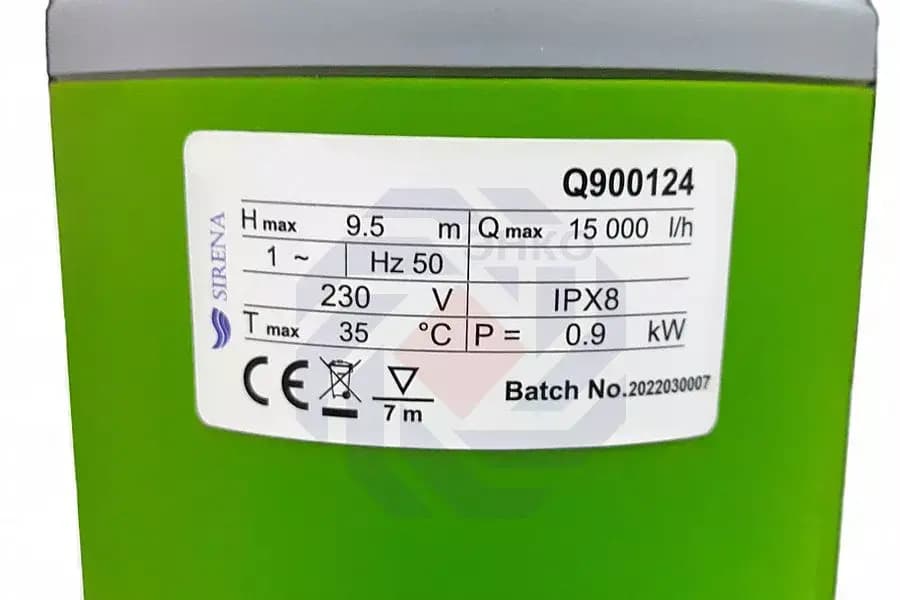 Q900124
SIRENA
H max 9.5 m Q max 15 000 l/h
1 ~ Hz 50
230 V IPX8
T max 35 °C P = 0.9 kW
CE
7 m
Batch No.2022030007